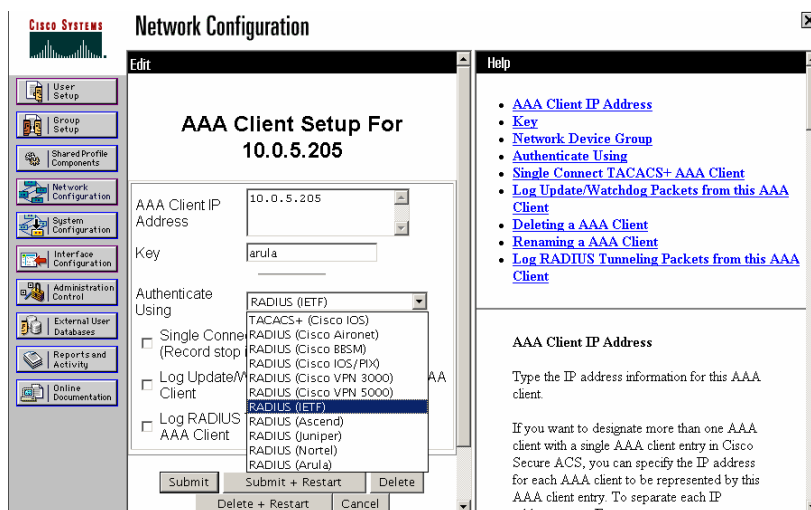 CISCO SYSTEMS
Network Configuration
User
Setup
Group
Setup
Shared Profile
Components
Network
Configuration
System
Configuration
Interface
Configuration
Administration
Control
External User
Databases
Reports and
Activity
Online
Documentation
Edit
AAA Client Setup For
10.0.5.205
AAA Client IP
Address
10.0.5.205
Key
arula
Authenticate
Using
RADIUS (IETF)
TACACS+ (Cisco IOS)
RADIUS (Cisco Aironet)
RADIUS (Cisco BBSM)
RADIUS (Cisco IOS/PIX)
RADIUS (Cisco VPN 3000)
RADIUS (Cisco VPN 5000)
RADIUS (IETF)
RADIUS (Ascend)
RADIUS (Juniper)
RADIUS (Nortel)
RADIUS (Arula)
Single
(Record stop
Log
AA
Client
Log RADIUS
AAA Client
Submit
Submit + Restart
Delete
Delete + Restart
Cancel
Help
AAA Client IP Address
Key
Network Device Group
Authenticate Using
Single Connect TACACS+ AAA Client
Log Update/Watchdog Packets from this AAA
Client
Deleting a AAA Client
Renaming a AAA Client
Log RADIUS Tunneling Packets from this AAA
Client
AAA Client IP Address
Type the IP address information for this AAA
client.
If you want to designate more than one AAA
client with a single AAA client entry in Cisco
Secure ACS, you can specify the IP address
for each AAA client to be represented by this
AAA client entry. To separate each IP